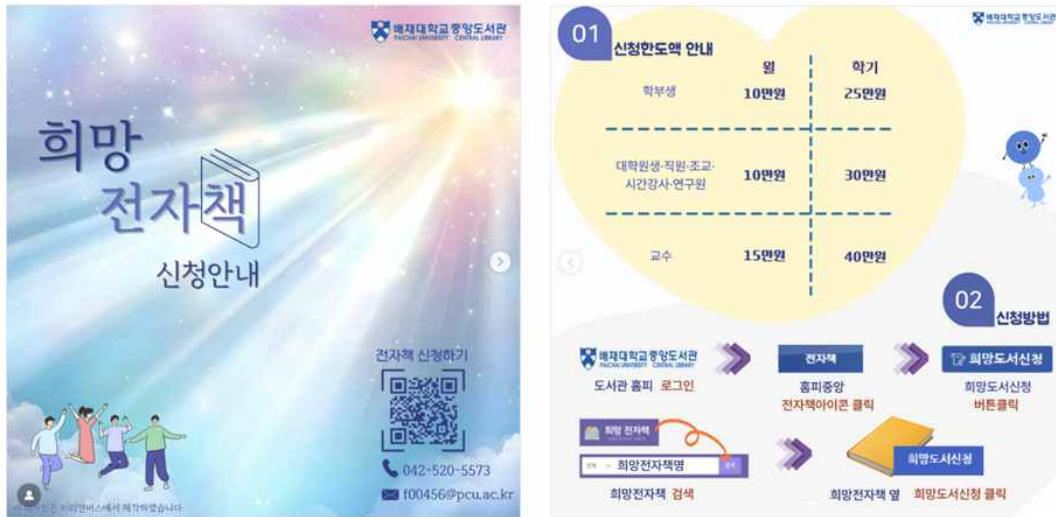 배재대학교중앙도서관
PAICHAI UNIVERSITY CENTRAL LIBRARY
희망
전자책
신청안내
전자책 신청하기
042-520-5573
f00456@pcu.ac.kr
배재대학교중앙도서관
PAICHAI UNIVERSITY CENTRAL LIBRARY
01
신청한도액 안내
월 학기
학부생 10만원 25만원
대학원생·직원·조교·
시간강사·연구원 10만원 30만원
교수 15만원 40만원
02
신청방법
배재대학교중앙도서관
PAICHAI UNIVERSITY CENTRAL LIBRARY
전자책
희망도서신청
도서관 홈피 로그인
홈피중앙
전자책아이콘 클릭
희망도서신청
버튼클릭
희망 전자책
희망전자책명
검색
희망도서신청
희망전자책 검색
희망전자책 옆 희망도서신청 클릭